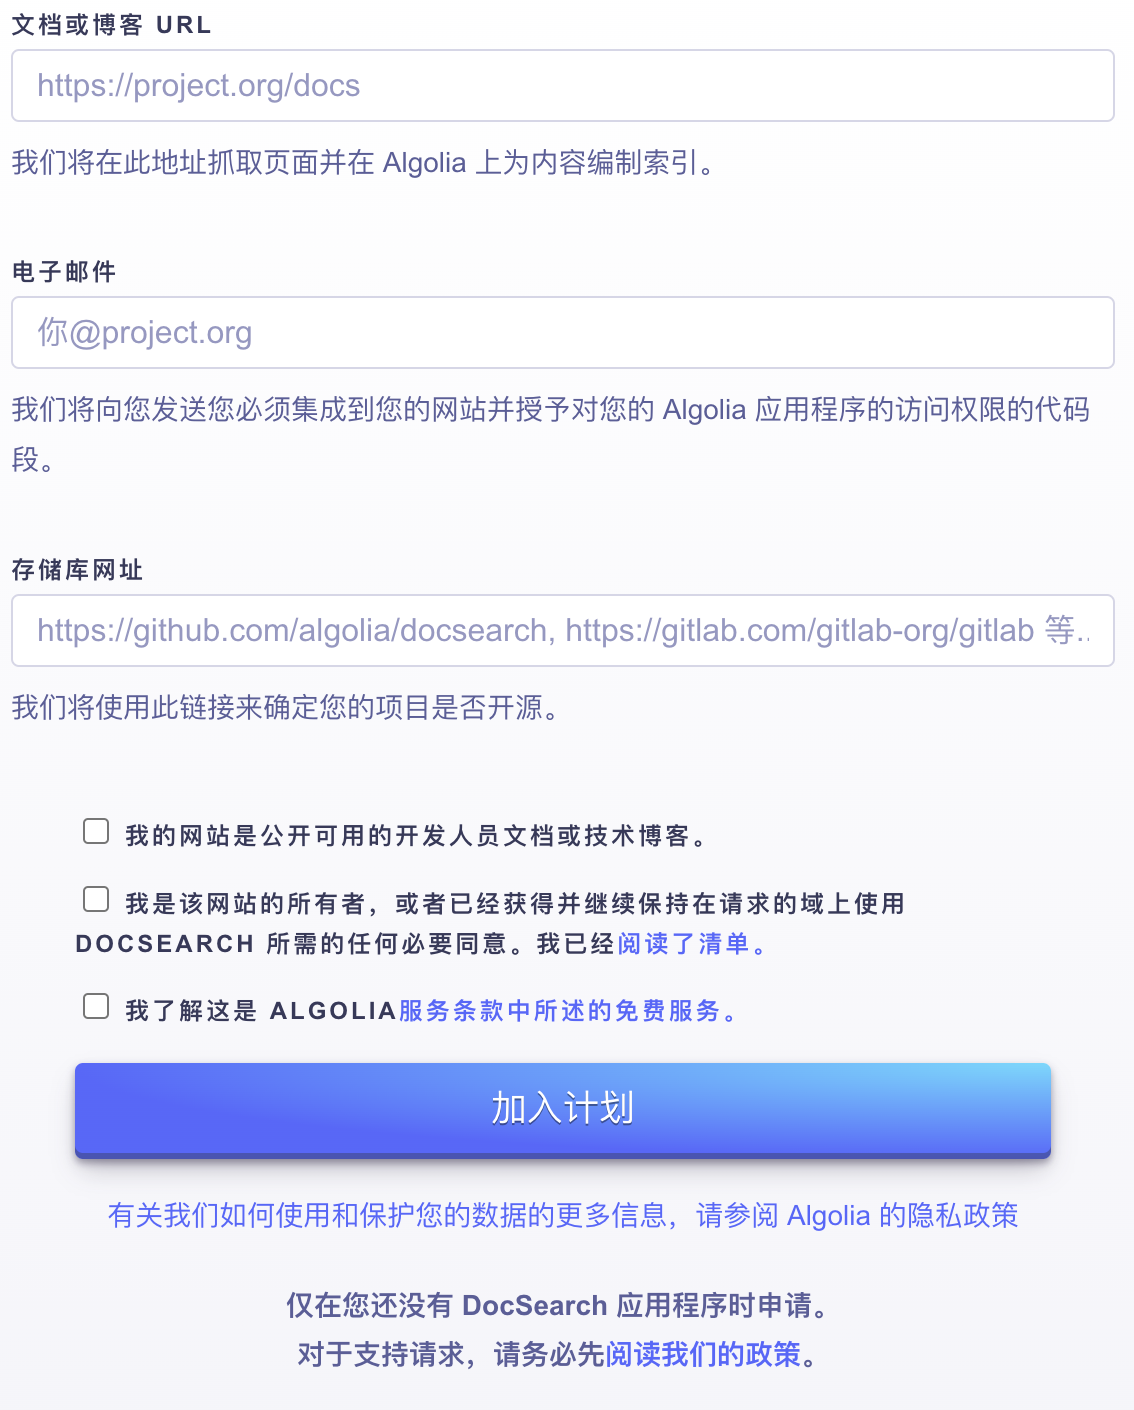 文档或博客 URL
https://project.org/docs
我们将在此地址抓取页面并在 Algolia 上为内容编制索引。
电子邮件
你@project.org
我们将向您发送您必须集成到您的网站并授予对您的 Algolia 应用程序的访问权限的代码
段。
存储库网址
https://github.com/algolia/docsearch, https://gitlab.com/gitlab-org/gitlab 等..
我们将使用此链接来确定您的项目是否开源。
我的网站是公开可用的开发人员文档或技术博客。
我是该网站的所有者，或者已经获得并继续保持在请求的域上使用
DOCSEARCH 所需的任何必要同意。我已经阅读了清单。
我了解这是 ALGOLIA服务条款中所述的免费服务。
加入计划
有关我们如何使用和保护您的数据的更多信息，请参阅 Algolia 的隐私政策
仅在您还没有 DocSearch 应用程序时申请。
对于支持请求，请务必先阅读我们的政策。